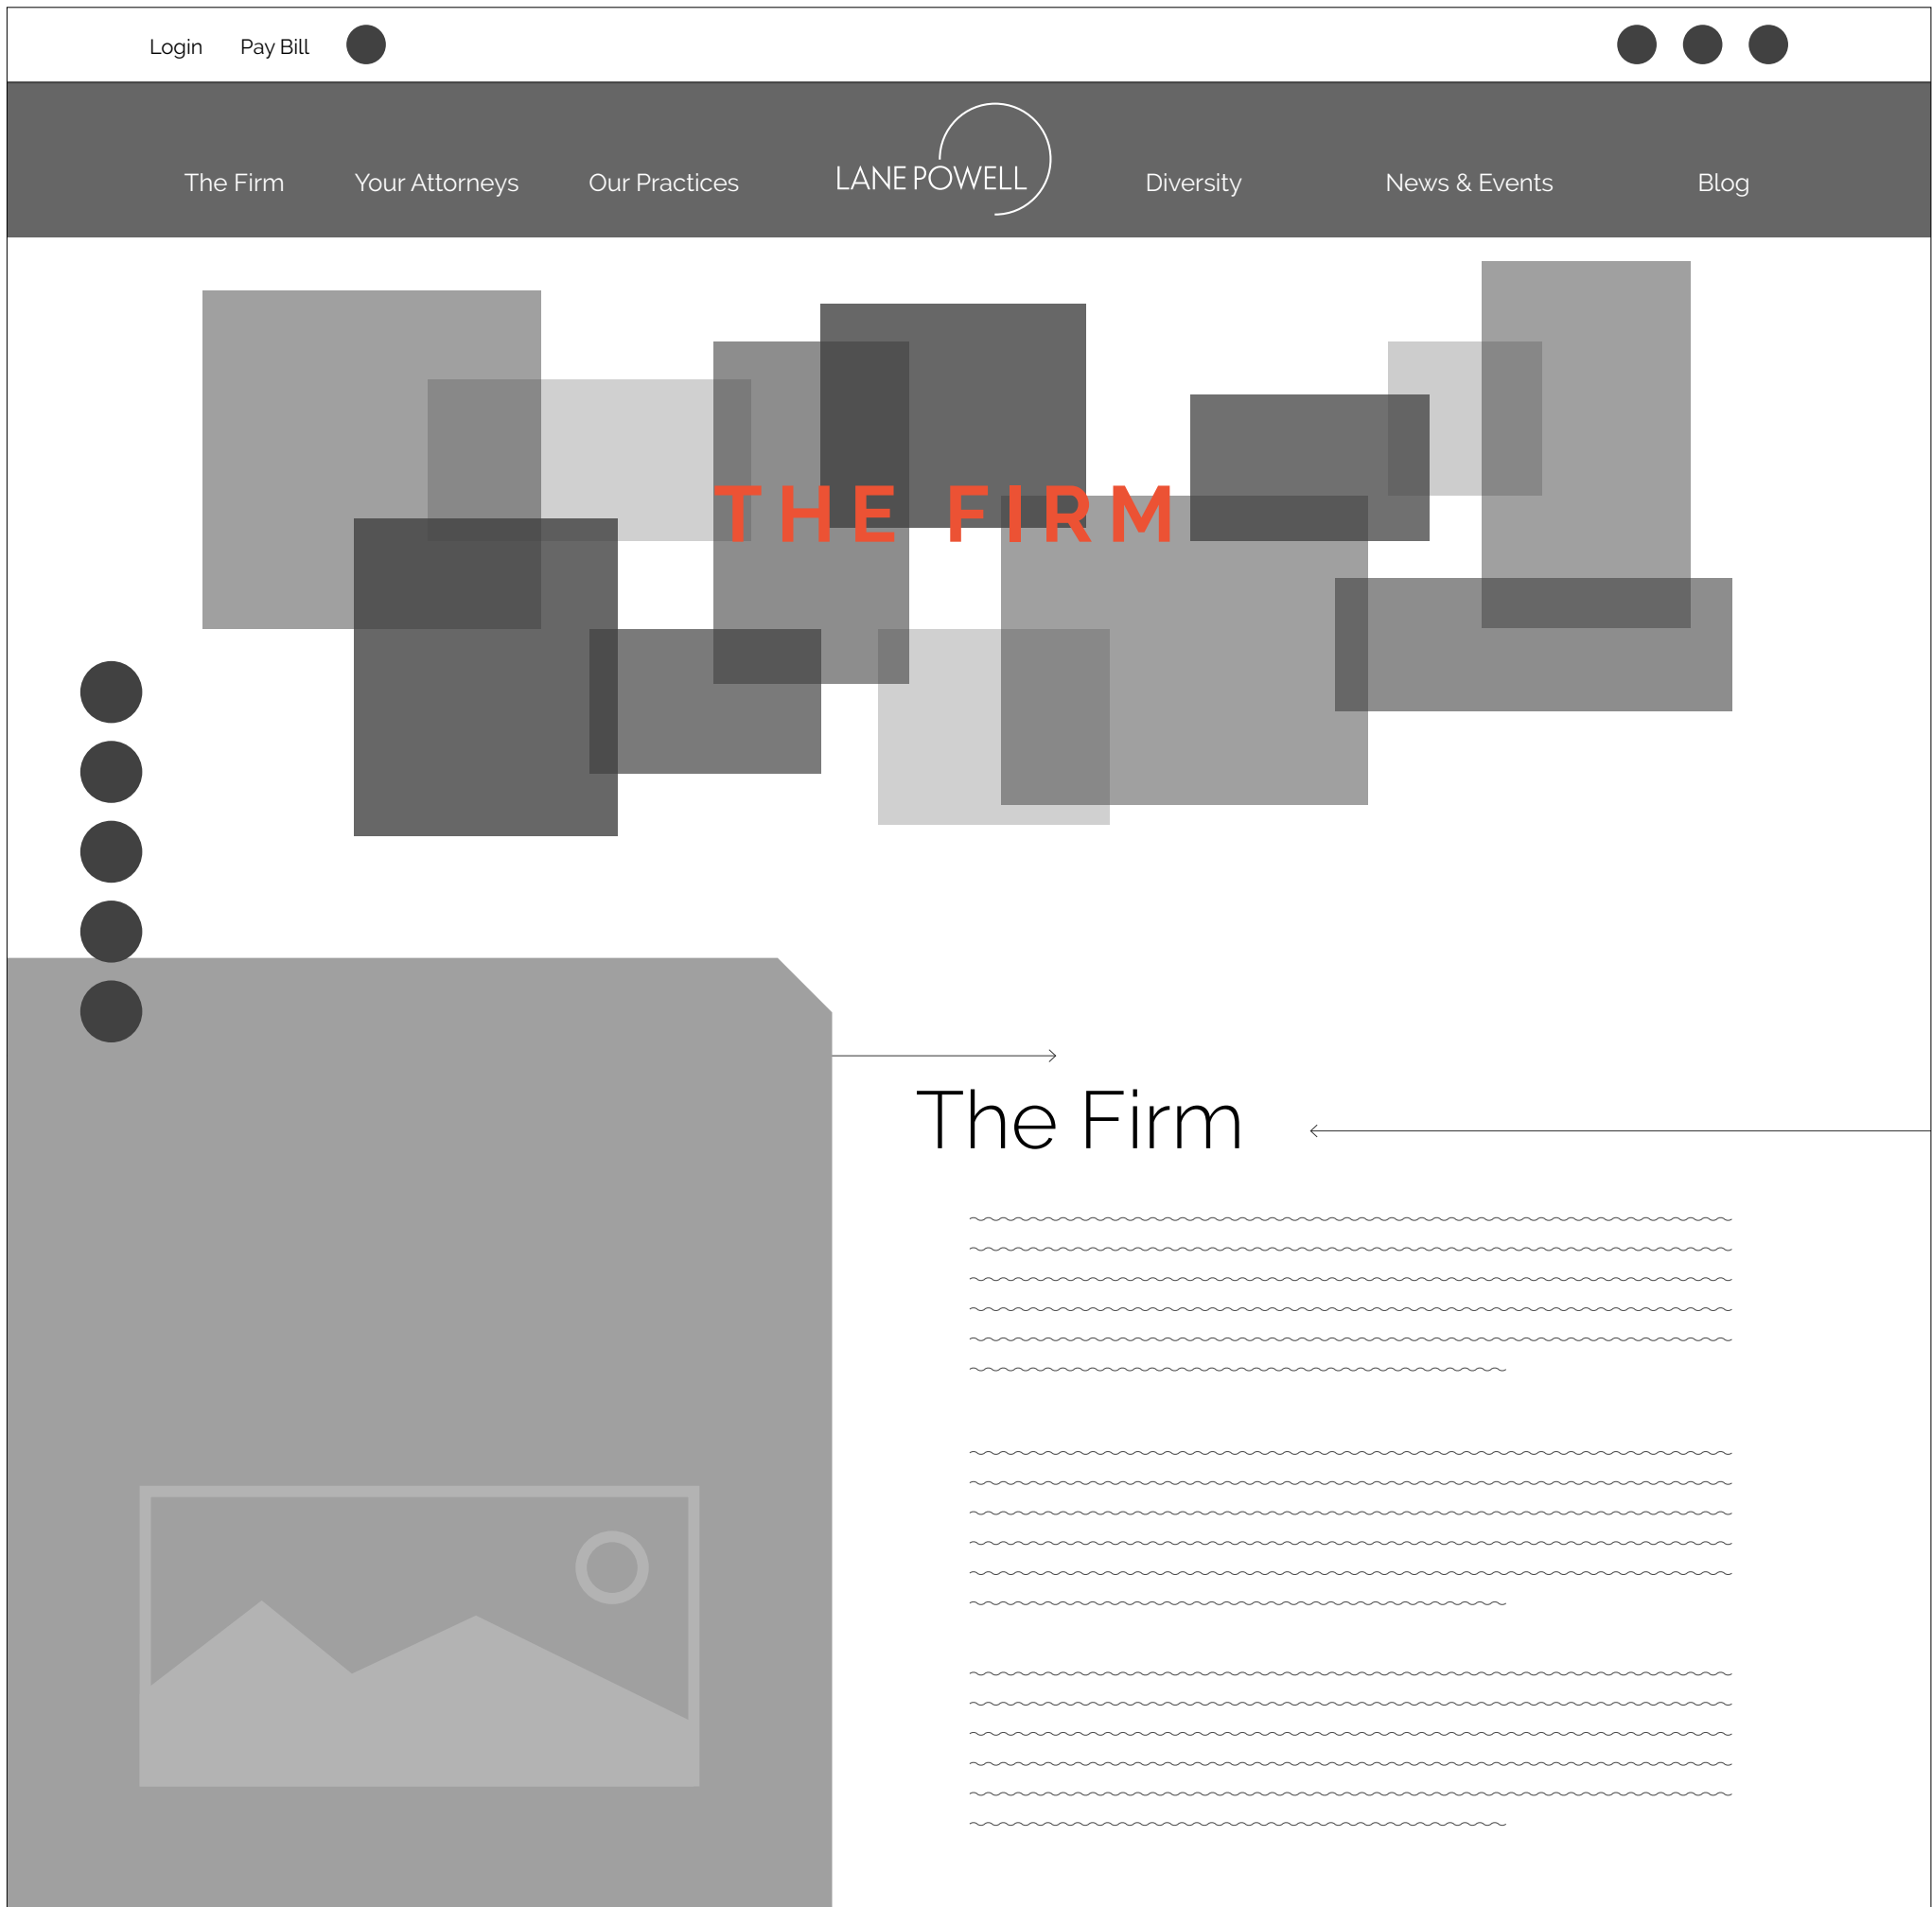 Login Pay Bill
The Firm Your Attorneys Our Practices LANE POWELL Diversity News & Events Blog
THE FIRM
The Firm